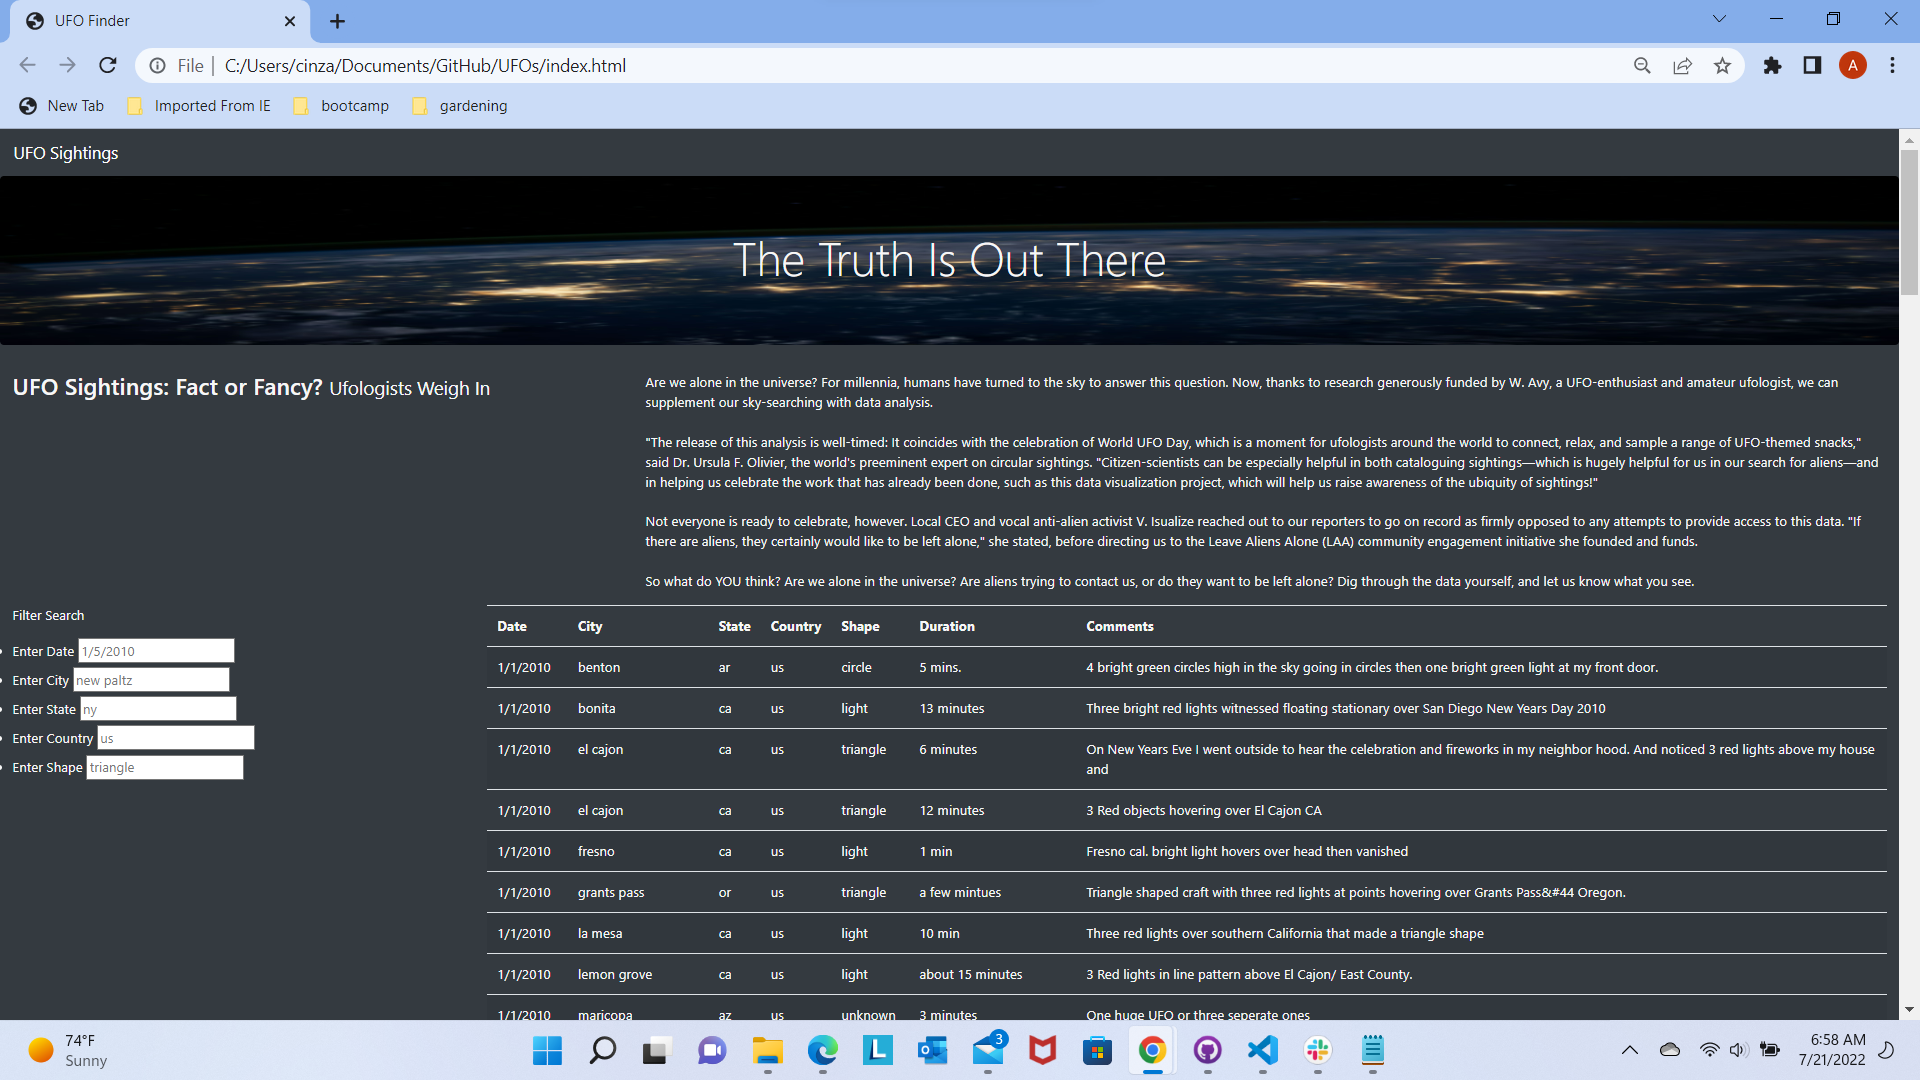 UFO Finder
File | C:/Users/cinza/Documents/GitHub/UFOs/index.html
A
New Tab Imported From IE bootcamp gardening
UFO Sightings
The Truth Is Out There
UFO Sightings: Fact or Fancy? Ufologists Weigh In
Are we alone in the universe? For millennia, humans have turned to the sky to answer this question. Now, thanks to research generously funded by W. Avy, a UFO-enthusiast and amateur ufologist, we can
supplement our sky-searching with data analysis.
"The release of this analysis is well-timed: It coincides with the celebration of World UFO Day, which is a moment for ufologists around the world to connect, relax, and sample a range of UFO-themed snacks,"
said Dr. Ursula F. Olivier, the world's preeminent expert on circular sightings. "Citizen-scientists can be especially helpful in both cataloguing sightings—which is hugely helpful for us in our search for aliens—and
in helping us celebrate the work that has already been done, such as this data visualization project, which will help us raise awareness of the ubiquity of sightings!"
Not everyone is ready to celebrate, however. Local CEO and vocal anti-alien activist V. Isualize reached out to our reporters to go on record as firmly opposed to any attempts to provide access to this data. "If
there are aliens, they certainly would like to be left alone," she stated, before directing us to the Leave Aliens Alone (LAA) community engagement initiative she founded and funds.
So what do YOU think? Are we alone in the universe? Are aliens trying to contact us, or do they want to be left alone? Dig through the data yourself, and let us know what you see.
Filter Search
Enter Date 1/5/2010
Enter City new paltz
Enter State ny
Enter Country us
Enter Shape triangle
Date City State Country Shape Duration Comments
1/1/2010 benton ar us circle 5 mins. 4 bright green circles high in the sky going in circles then one bright green light at my front door.
1/1/2010 bonita ca us light 13 minutes Three bright red lights witnessed floating stationary over San Diego New Years Day 2010
1/1/2010 el cajon ca us triangle 6 minutes On New Years Eve I went outside to hear the celebration and fireworks in my neighbor hood. And noticed 3 red lights above my house
and
1/1/2010 el cajon ca us triangle 12 minutes 3 Red objects hovering over El Cajon CA
1/1/2010 fresno ca us light 1 min Fresno cal. bright light hovers over head then vanished
1/1/2010 grants pass or us triangle a few mintues Triangle shaped craft with three red lights at points hovering over Grants Pass&#44 Oregon.
1/1/2010 la mesa ca us light 10 min Three red lights over southern California that made a triangle shape
1/1/2010 lemon grove ca us light about 15 minutes 3 Red lights in line pattern above El Cajon/ East County.
1/1/2010 maricopa az us unknown 3 minutes One huge UFO or three seperate ones
74°F
Sunny
L
3
6:58 AM
7/21/2022